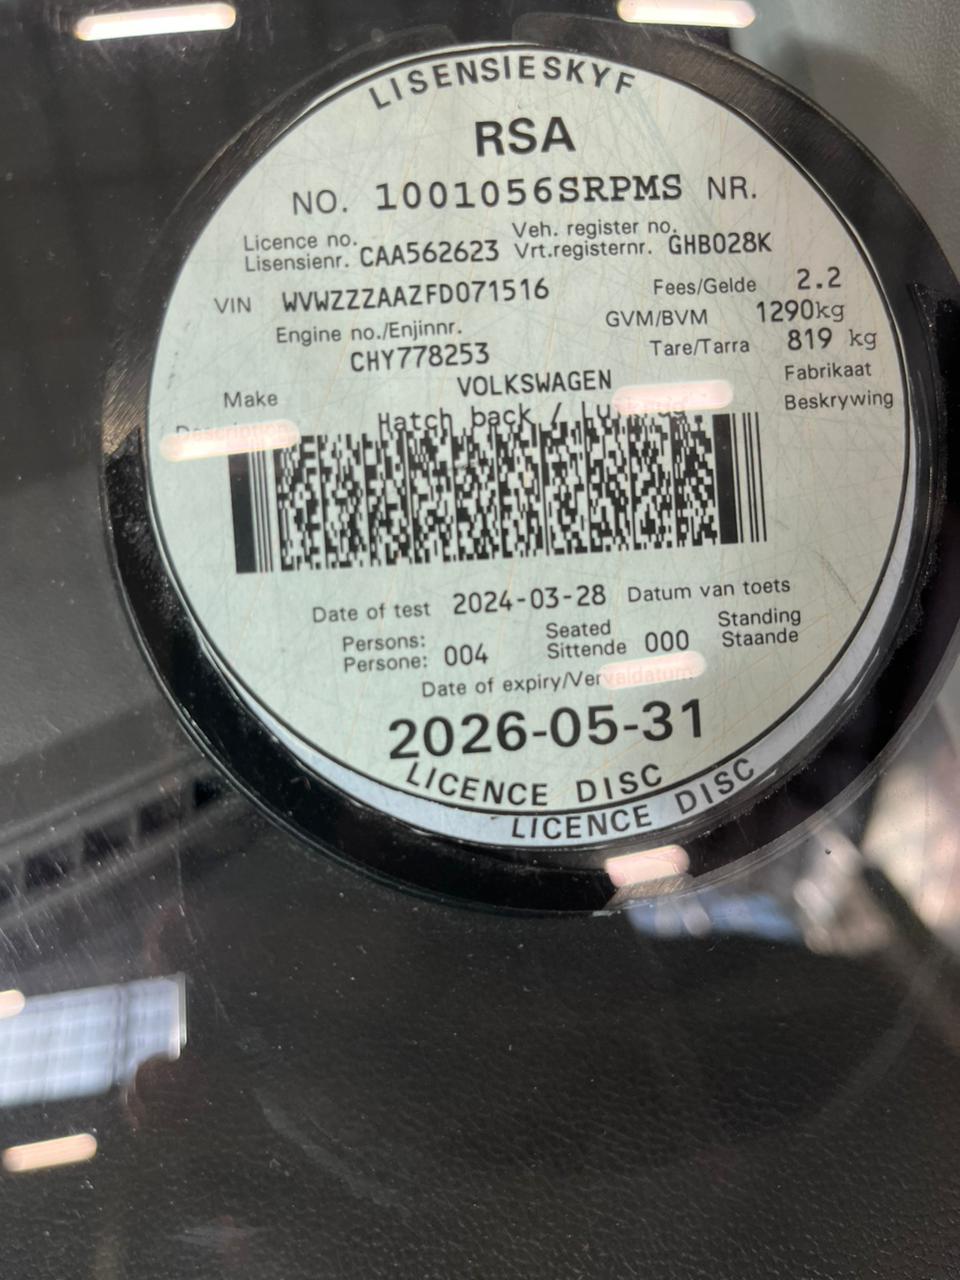 LISENSIESKYF
RSA
NO. 1001056SRPMS NR.
Licence no. Veh. register no.
Lisensienr. CAA562623 Vrt.registernr. GHB028K
VIN WVWZZZAAZFD071516 Fees/Gelde 2.2
Engine no./Enjinnr. GVM/BVM 1290kg
CHY778253 Tare/Tarra 819 kg
Make VOLKSWAGEN Fabrikaat
Description Hatch back / Beskrywing
Date of test 2024-03-28 Datum van toets
Persons: Seated Standing
Persone: 004 Sittende 000 Staande
Date of expiry/Vervaldatum
2026-05-31
LICENCE DISC
LICENCE DISC